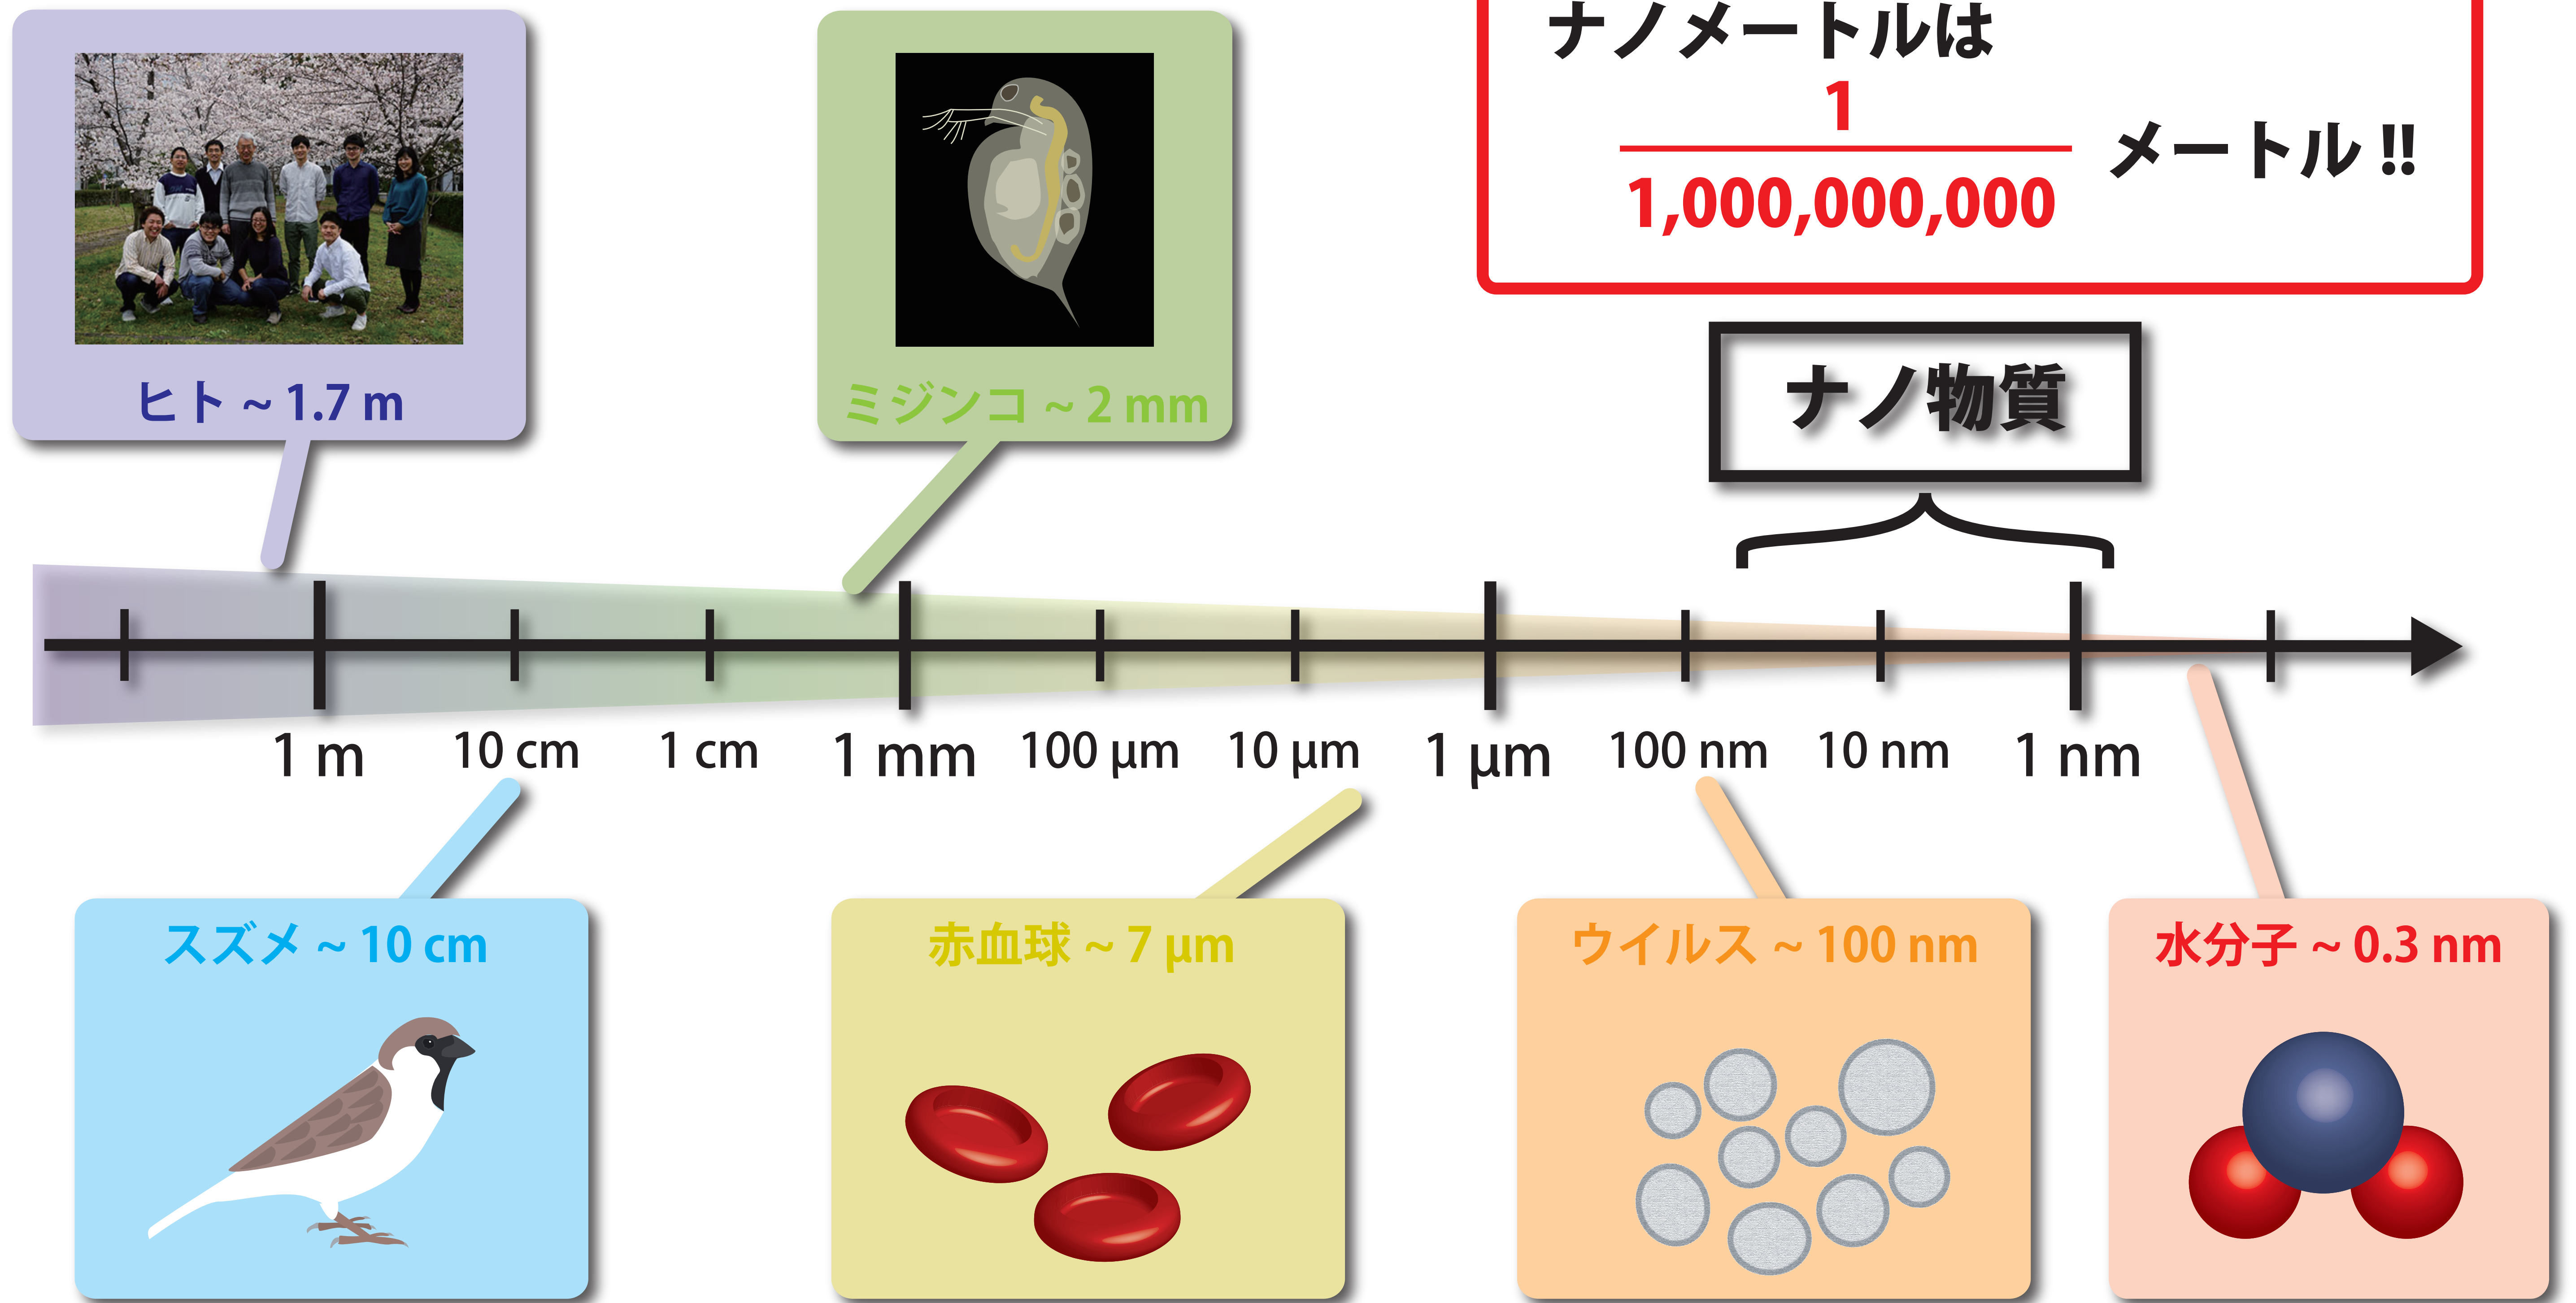 ナノメートルは
1
1,000,000,000
メートル !!
ヒト ~ 1.7 m
ミジンコ ~ 2 mm
ナノ物質
1 m
10 cm
1 cm
1 mm
100 μm
10 μm
1 μm
100 nm
10 nm
1 nm
スズメ ~ 10 cm
赤血球 ~ 7 μm
ウイルス ~ 100 nm
水分子 ~ 0.3 nm